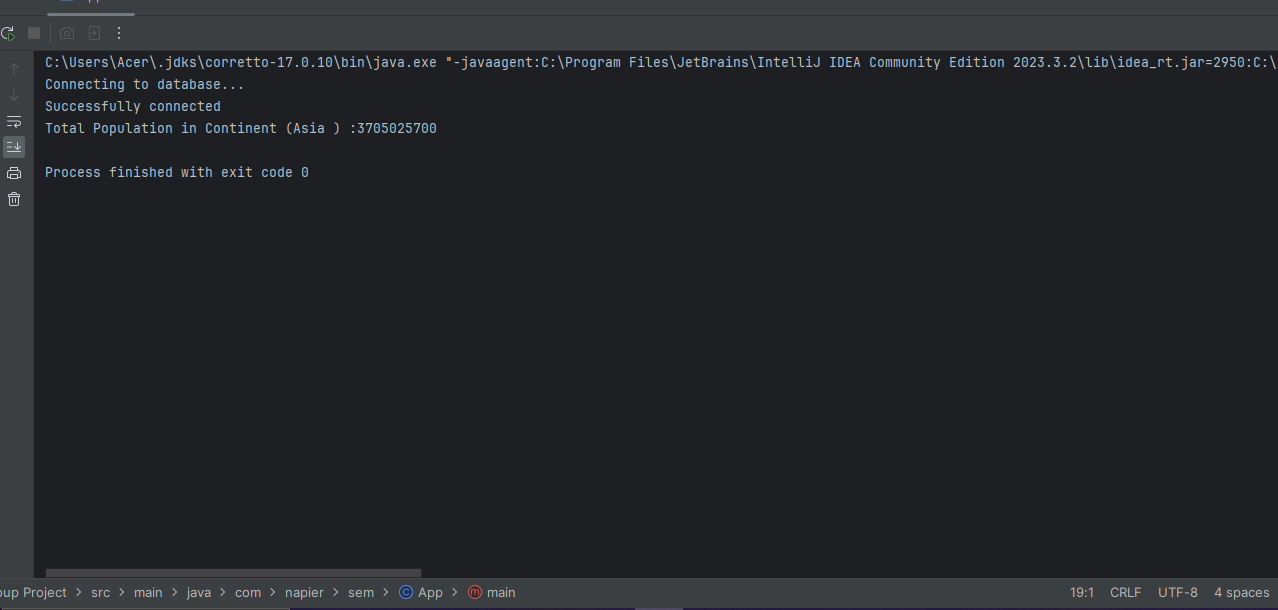 C:\Users\Acer\.jdks\corretto-17.0.10\bin\java.exe "-javaagent:C:\Program Files\JetBrains\IntelliJ IDEA Community Edition 2023.3.2\lib\idea_rt.jar=2950:C:\
Connecting to database...
Successfully connected
Total Population in Continent (Asia ) :3705025700
Process finished with exit code 0
oup Project > src > main > java > com > napier > sem > App > main 19:1 CRLF UTF-8 4 spaces